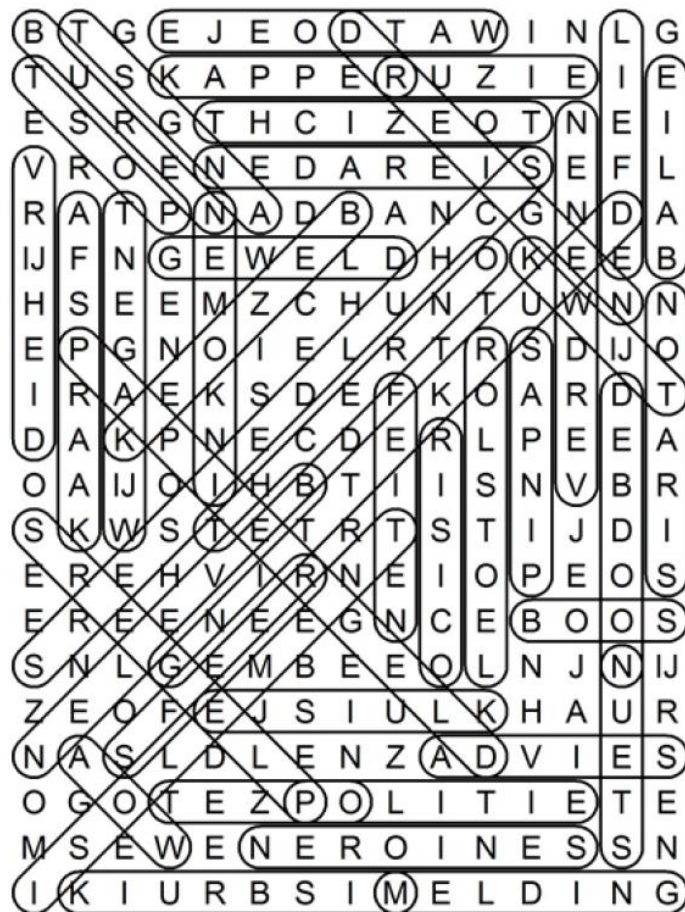 B T G E J E O D T A W I N L G
T U S K A P P E R U Z I E I E
E S R G T H C I Z E O T N E I
V R O E N E D A R E I S E F L
R A T P N A D B A N C G N D A
IJ F N G E W E L D H O K E E B
H S E E M Z C H U N T U W N N
E P G N O I E L R T R S D IJ O
I R A E K S D E F K O A R D T
D A K P N E C D E R L P E E A
O A IJ O I H B T I I S N V B R
S K W S T E T R T S T I J D I
E R E H V I R N E I O P E O S
E R E E N E E G N C E B O O S
S N L G E M B E E O L N J N IJ
Z E O F E J S I U L K H A U R
N A S L D L E N Z A D V I E S
O G O T E Z P O L I T I E T E
M S E W E N E R O I N E S S N
I K I U R B S I M E L D I N G